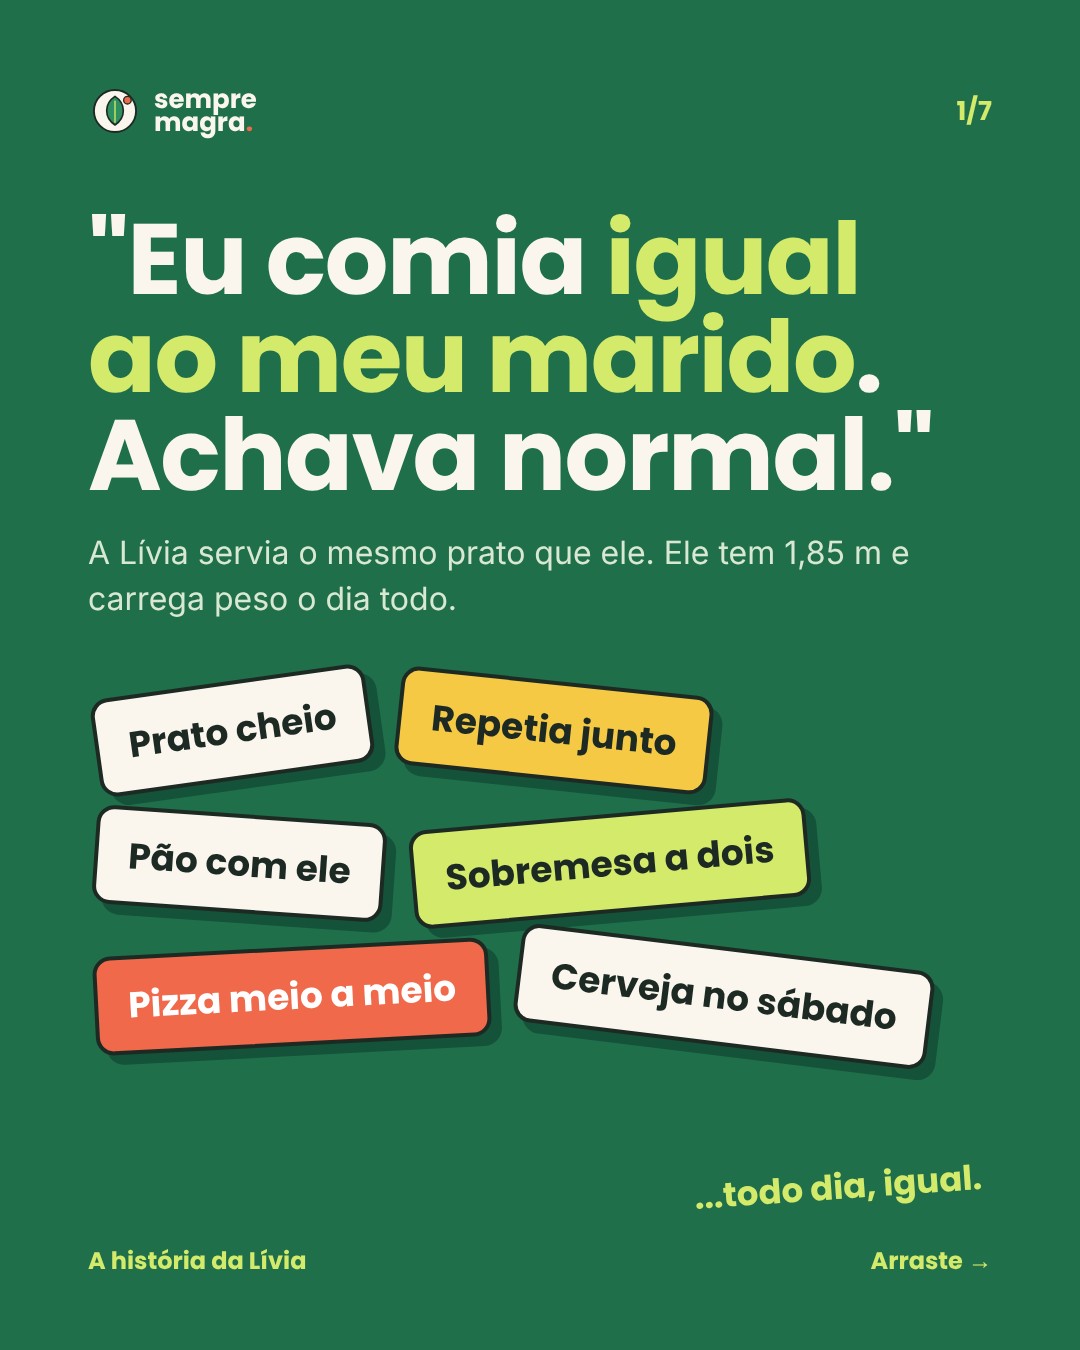 sempre
magra.
1/7
"Eu comia igual
ao meu marido.
Achava normal."
A Lívia servia o mesmo prato que ele. Ele tem 1,85 m e
carrega peso o dia todo.
Prato cheio
Repetia junto
Pão com ele
Sobremesa a dois
Pizza meio a meio
Cerveja no sábado
...todo dia, igual.
A história da Lívia
Arraste →